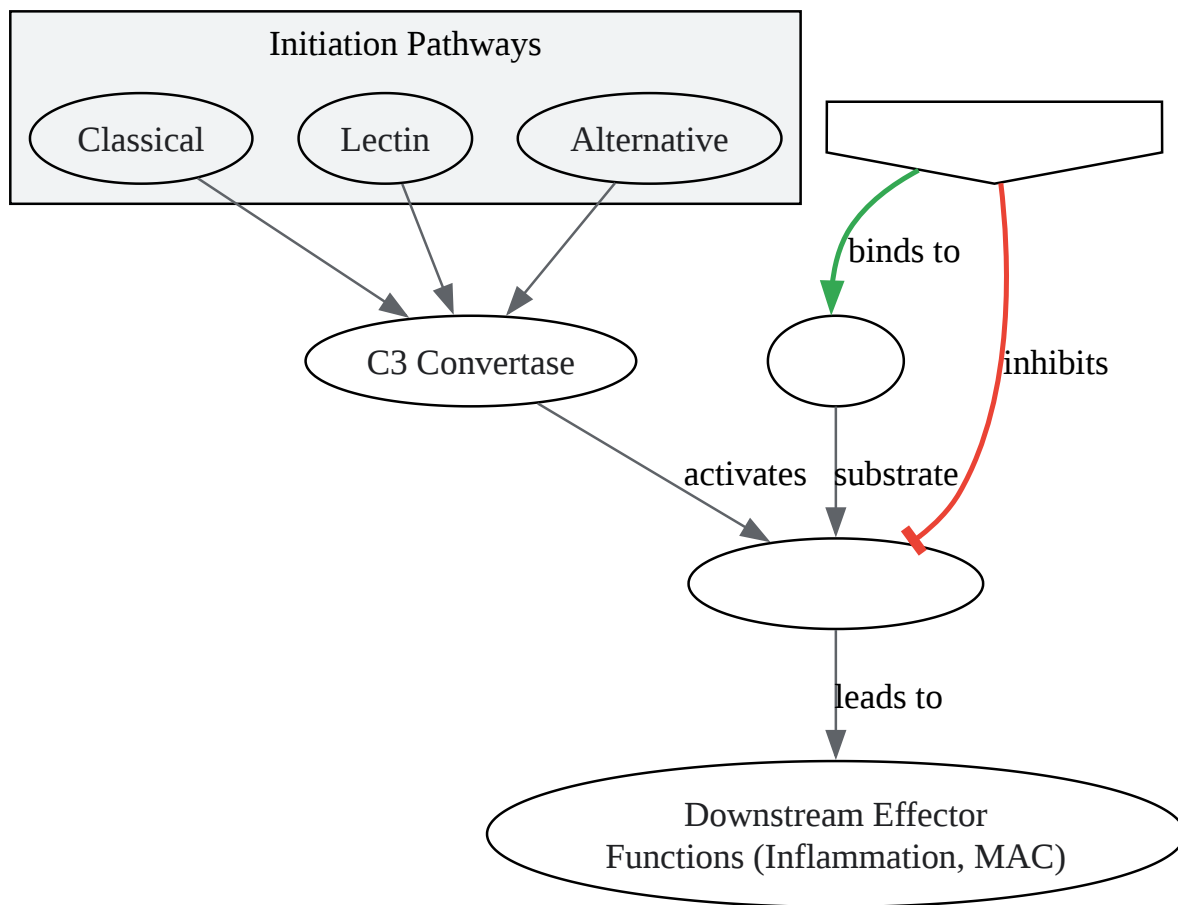 Initiation Pathways
Classical
Lectin
Alternative
binds to
C3 Convertase
inhibits
activates
substrate
leads to
Downstream Effector
Functions (Inflammation, MAC)